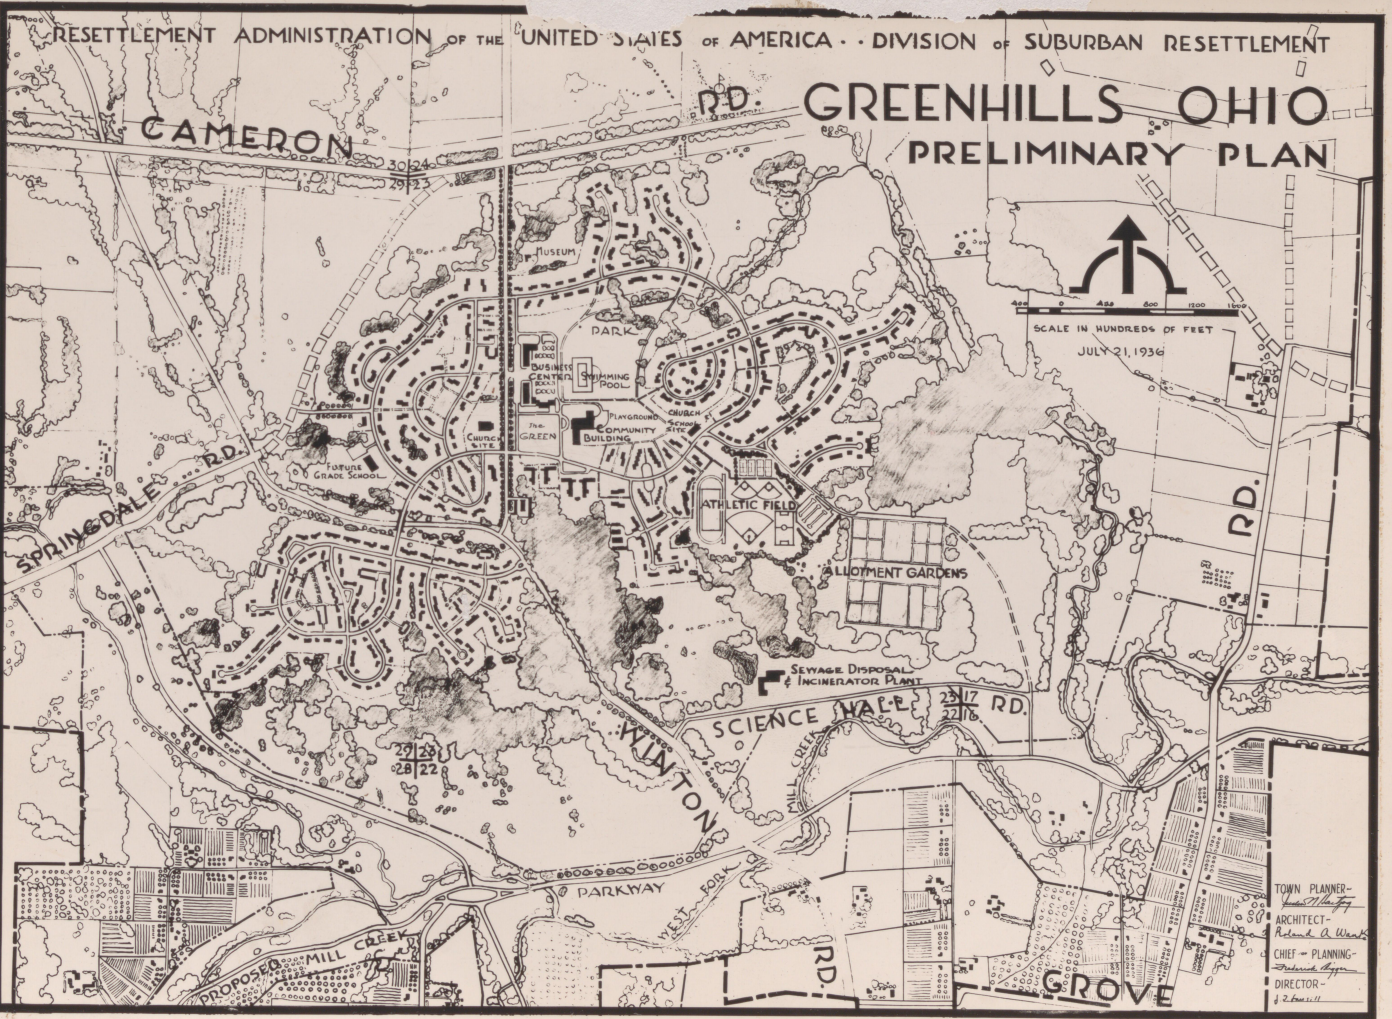 RESETTLEMENT ADMINISTRATION OF THE UNITED STATES OF AMERICA · · DIVISION OF SUBURBAN RESETTLEMENT
GREENHILLS OHIO
PRELIMINARY PLAN
CAMERON RD.
30 24
29 23
MUSEUM
400 0 400 800 1200 1600
SCALE IN HUNDREDS OF FEET
JULY 21, 1936
PARK
BUSINESS
CENTER
SWIMMING
POOL
PLAYGROUND
CHURCH
SCHOOL
SITE
THE
GREEN
COMMUNITY
BUILDING
CHURCH
SITE
FUTURE
GRADE SCHOOL
SPRINGDALE RD.
ATHLETIC FIELD
RD.
ALLOTMENT GARDENS
SEWAGE DISPOSAL
& INCINERATOR PLANT
SCIENCE HALL RD.
23 17
22 16
WINTON
29 23
28 22
MILL CREEK
PARKWAY
WEST FORK
RD.
PROPOSED MILL CREEK
GROVE
TOWN PLANNER-
ARCHITECT-
Roland A Wank
CHIEF - PLANNING-
DIRECTOR-